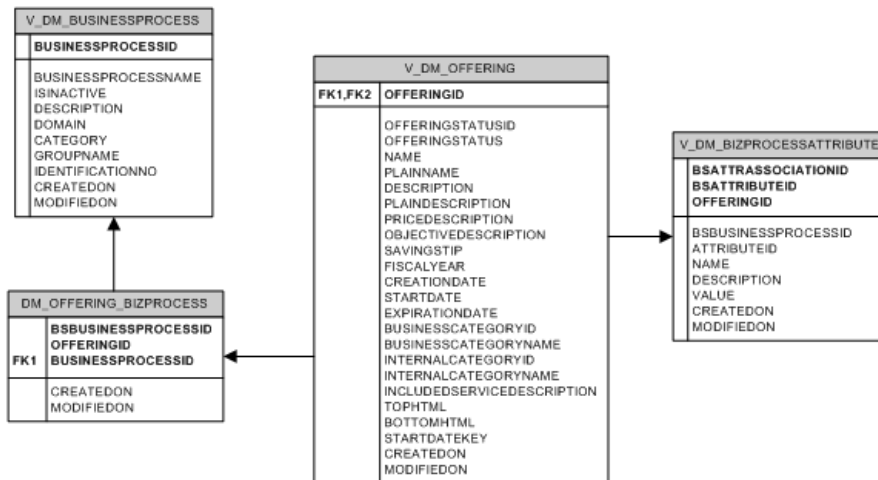 V_DM_BUSINESSPROCESS
BUSINESSPROCESSID
BUSINESSPROCESSNAME
ISINACTIVE
DESCRIPTION
DOMAIN
CATEGORY
GROUPNAME
IDENTIFICATIONNO
CREATEDON
MODIFIEDON
DM_OFFERING_BIZPROCESS
BSBUSINESSPROCESSID
OFFERINGID
FK1 BUSINESSPROCESSID
CREATEDON
MODIFIEDON
V_DM_OFFERING
FK1,FK2 OFFERINGID
OFFERINGSTATUSID
OFFERINGSTATUS
NAME
PLAINNAME
DESCRIPTION
PLAINDESCRIPTION
PRICEDESCRIPTION
OBJECTIVEDESCRIPTION
SAVINGSTIP
FISCALYEAR
CREATIONDATE
STARTDATE
EXPIRATIONDATE
BUSINESSCATEGORYID
BUSINESSCATEGORYNAME
INTERNALCATEGORYID
INTERNALCATEGORYNAME
INCLUDEDSERVICEDESCRIPTION
TOPHTML
BOTTOMHTML
STARTDATEKEY
CREATEDON
MODIFIEDON
V_DM_BIZPROCESSATTRIBUTE
BSATTRASSOCIATIONID
BSATTRIBUTEID
OFFERINGID
BSBUSINESSPROCESSID
ATTRIBUTEID
NAME
DESCRIPTION
VALUE
CREATEDON
MODIFIEDON